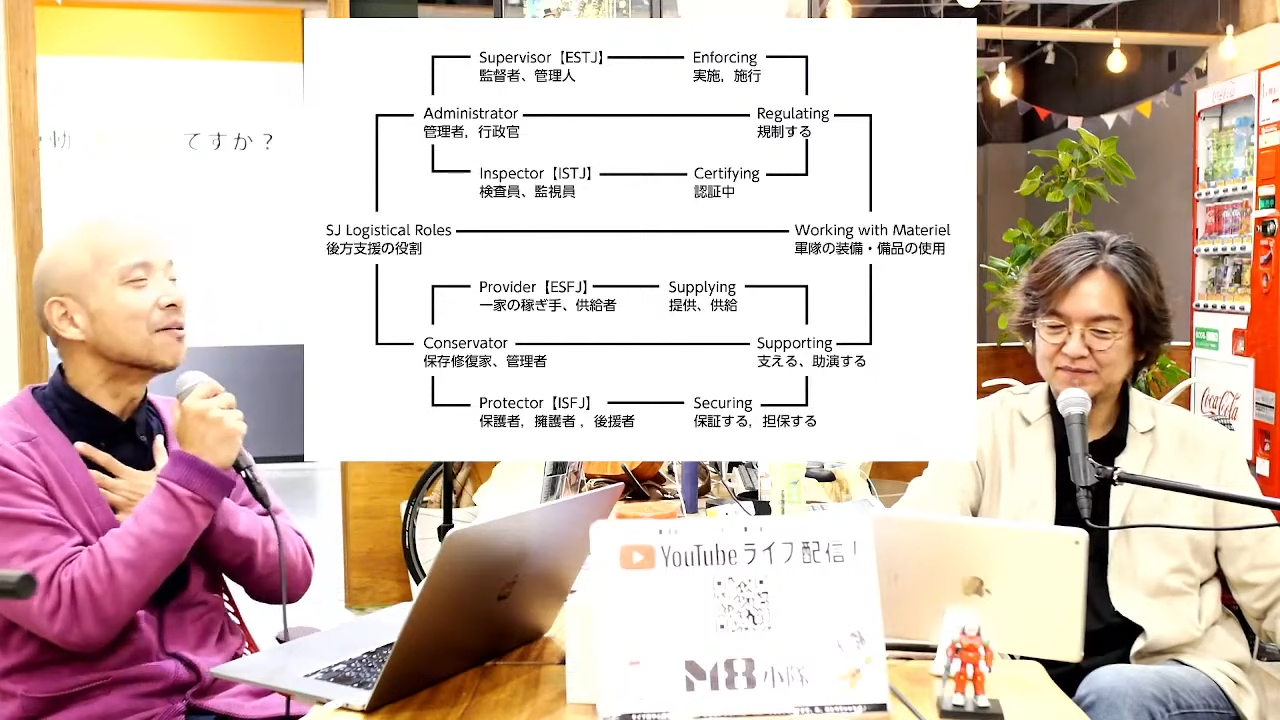 Supervisor【ESTJ】
監督者、管理人
Enforcing
実施，施行
Administrator
管理者，行政官
Regulating
規制する
Inspector【ISTJ】
検査員、監視員
Certifying
認証中
SJ Logistical Roles
後方支援の役割
Working with Materiel
軍隊の装備・備品の使用
Provider【ESFJ】
一家の稼ぎ手、供給者
Supplying
提供、供給
Conservator
保存修復家、管理者
Supporting
支える、助演する
Protector【ISFJ】
保護者，擁護者 ，後援者
Securing
保証する，担保する
てすか？
Coca-Cola
YouTubeライブ配信！
M8小隊